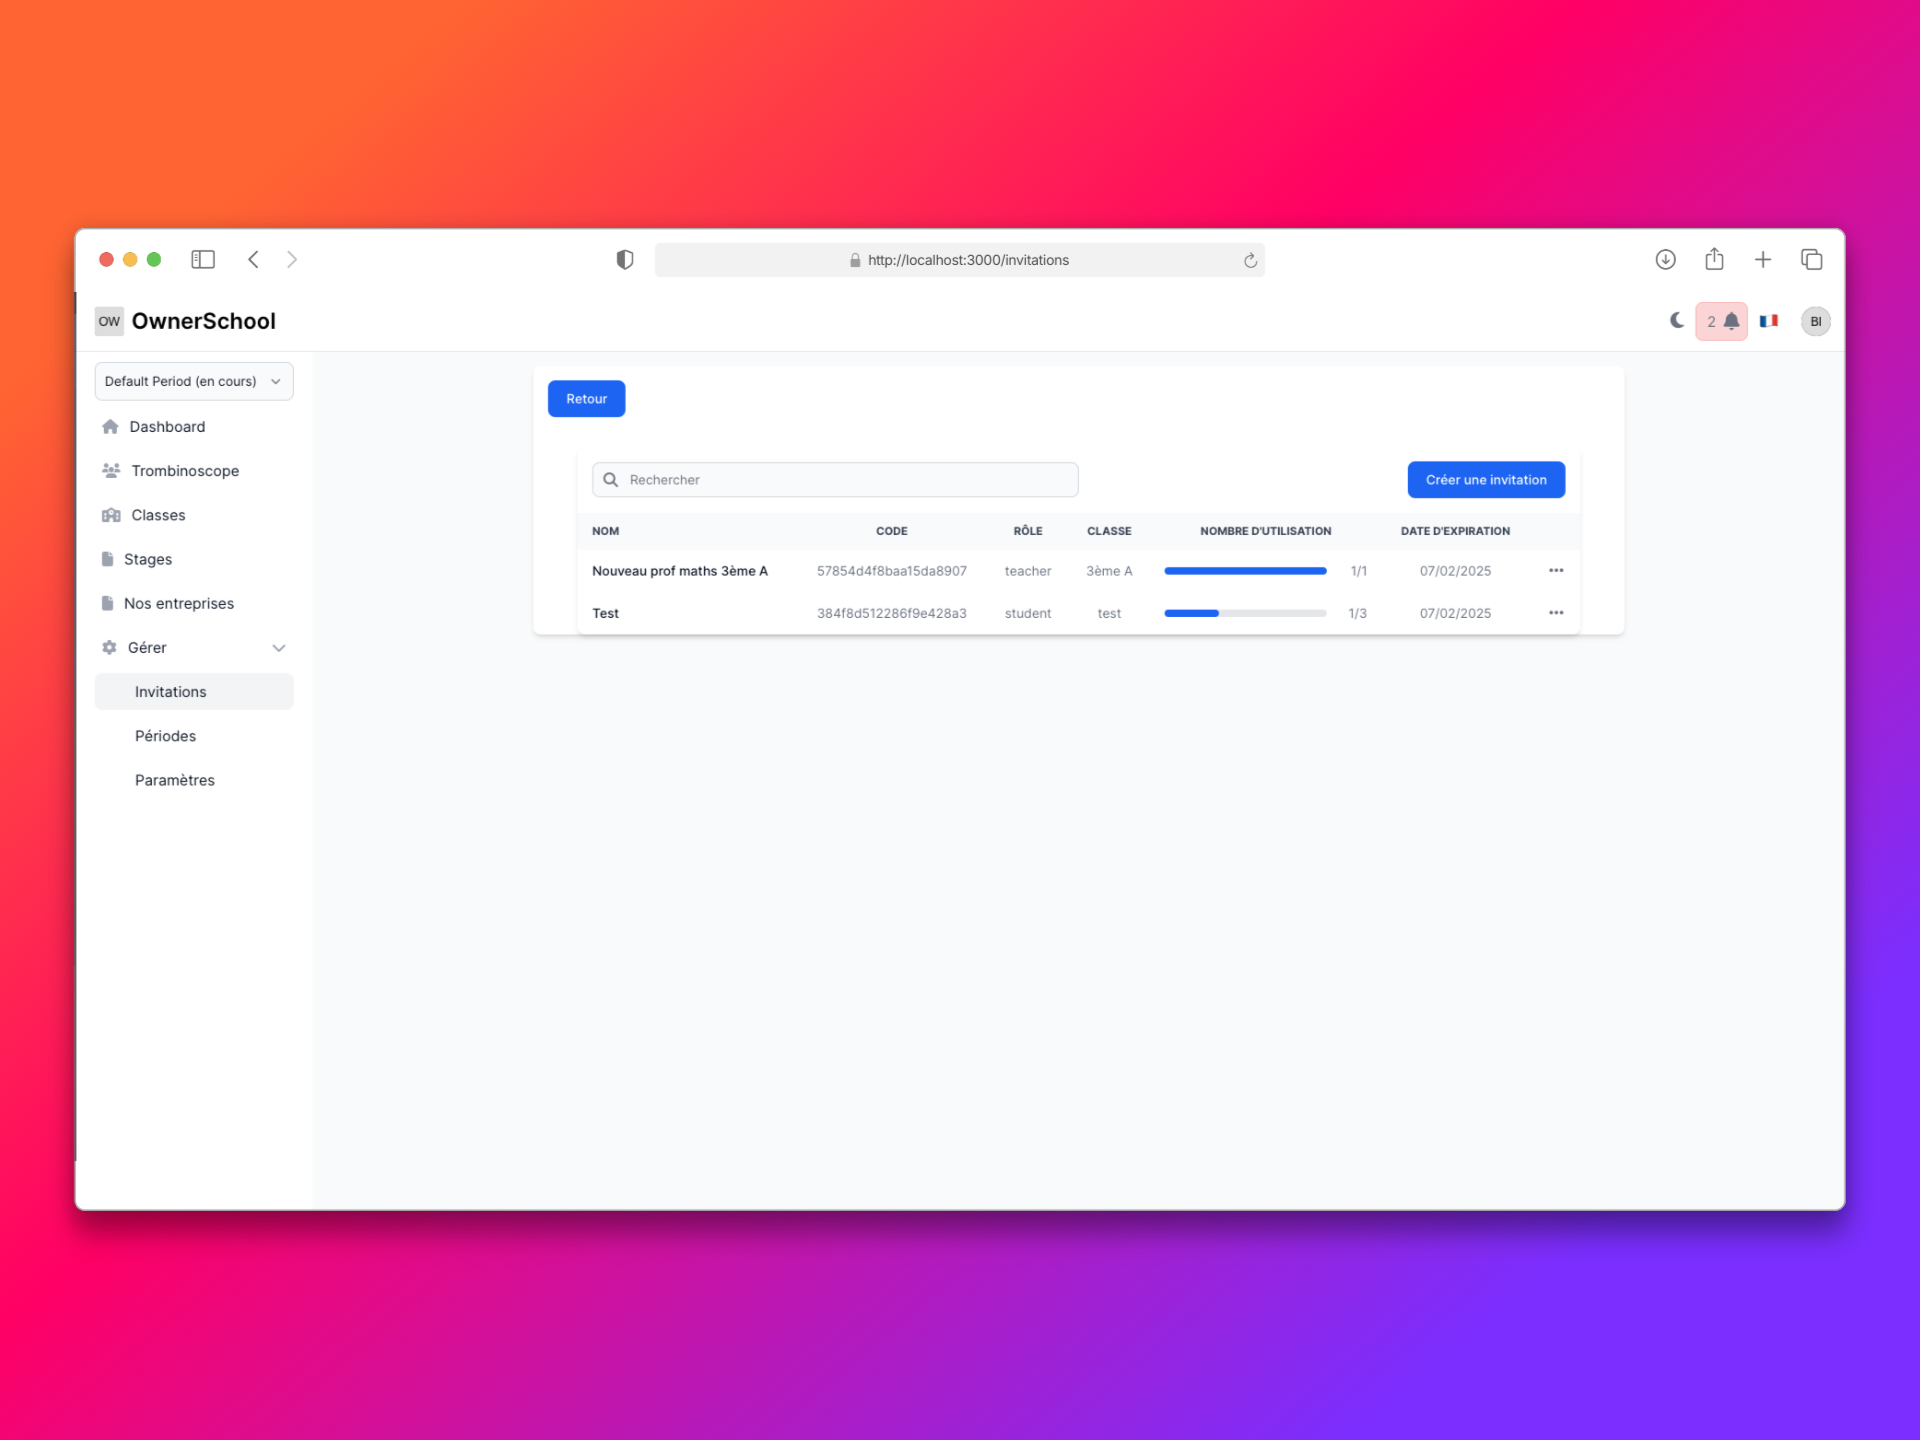 http://localhost:3000/invitations
OW OwnerSchool
2
BI
Default Period (en cours)
Dashboard
Trombinoscope
Classes
Stages
Nos entreprises
Gérer
Invitations
Périodes
Paramètres
Retour
Rechercher
Créer une invitation
NOM CODE RÔLE CLASSE NOMBRE D'UTILISATION DATE D'EXPIRATION
Nouveau prof maths 3ème A 57854d4f8baa15da8907 teacher 3ème A 1/1 07/02/2025
Test 384f8d512286f9e428a3 student test 1/3 07/02/2025